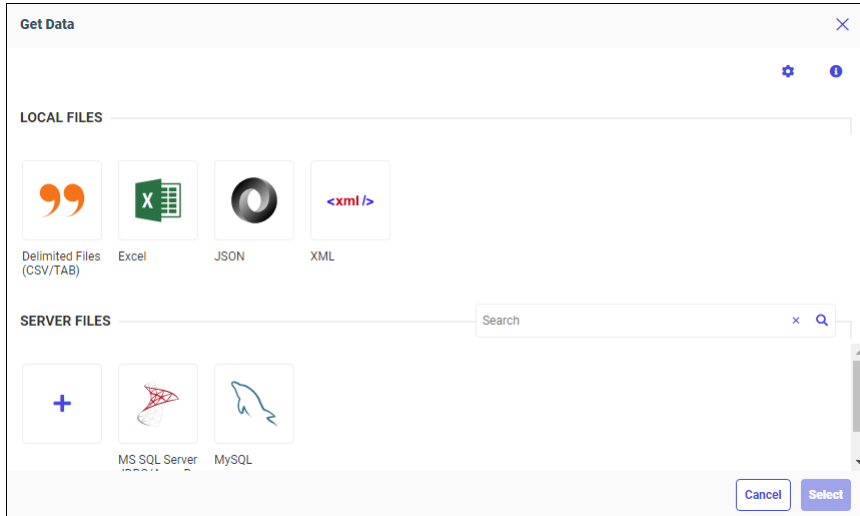 Get Data
LOCAL FILES
X
<xml/>
Delimited Files
(CSV/TAB)
Excel
JSON
XML
SERVER FILES
Search
MS SQL Server
MySQL
Cancel
Select